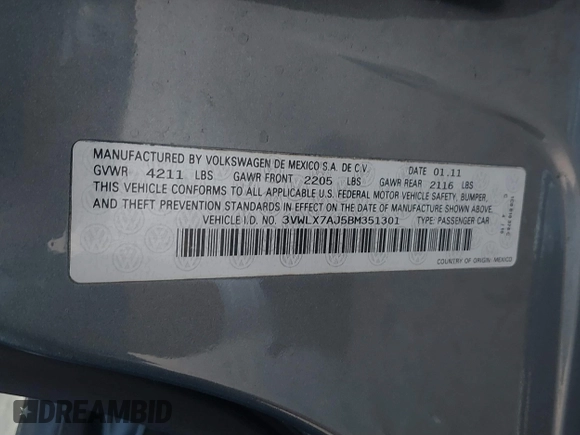 MANUFACTURED BY VOLKSWAGEN DE MEXICO S.A. DE C.V. DATE 01.11
GVWR 4211 LBS GAWR FRONT 2205 LBS GAWR REAR 2116 LBS
THIS VEHICLE CONFORMS TO ALL APPLICABLE U.S. FEDERAL MOTOR VEHICLE SAFETY, BUMPER,
AND THEFT PREVENTION STANDARDS IN EFFECT ON THE DATE OF MANUFACTURE SHOWN ABOVE.
VEHICLE I.D. NO. 3VWLX7AJ5BM351301 TYPE: PASSENGER CAR
COUNTRY OF ORIGIN: MEXICO
DREAMBID